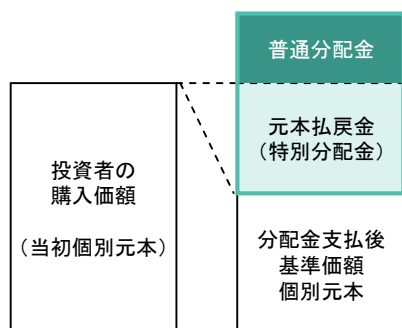 普通分配金
元本払戻金
（特別分配金）
投資者の
購入価額
（当初個別元本）
分配金支払後
基準価額
個別元本